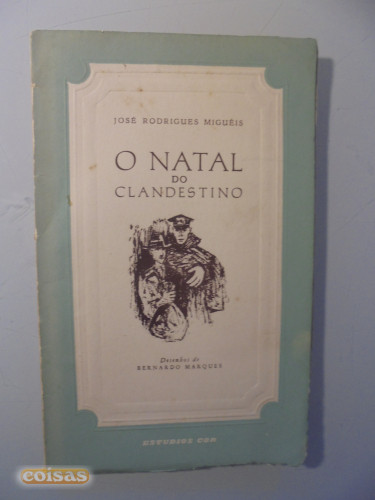 JOSÉ RODRIGUES MIGUÉIS
O NATAL
DO
CLANDESTINO
Desenhos de
BERNARDO MARQUES
ESTÚDIOS COR
coisas